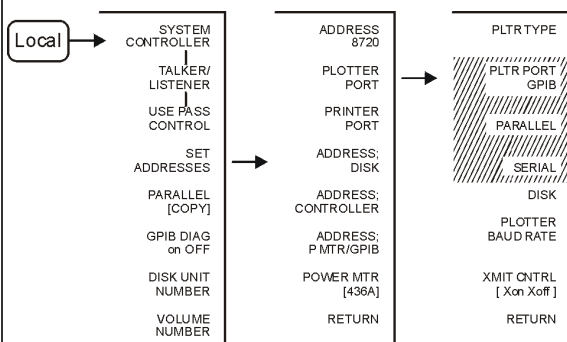 Local
SYSTEM
CONTROLLER
TALKER/
LISTENER
USE PASS
CONTROL
SET
ADDRESSES
PARALLEL
[COPY]
GPIB DIAG
on OFF
DISK UNIT
NUMBER
VOLUME
NUMBER
ADDRESS
8720
PLOTTER
PORT
PRINTER
PORT
ADDRESS;
DISK
ADDRESS;
CONTROLLER
ADDRESS;
P MTR/GPIB
POWER MTR
[436A]
RETURN
PLTR TYPE
PLTR PORT
GPIB
PARALLEL
SERIAL
DISK
PLOTTER
BAUD RATE
XMIT CNTRL
[ Xon Xoff ]
RETURN